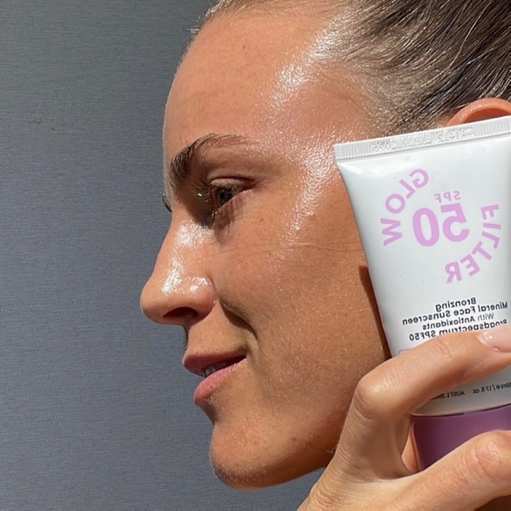 GLOW
SPF
50
FILTER
Bronzing
Mineral Face Sunscreen
With Antioxidants
Broadspectrum SPF50